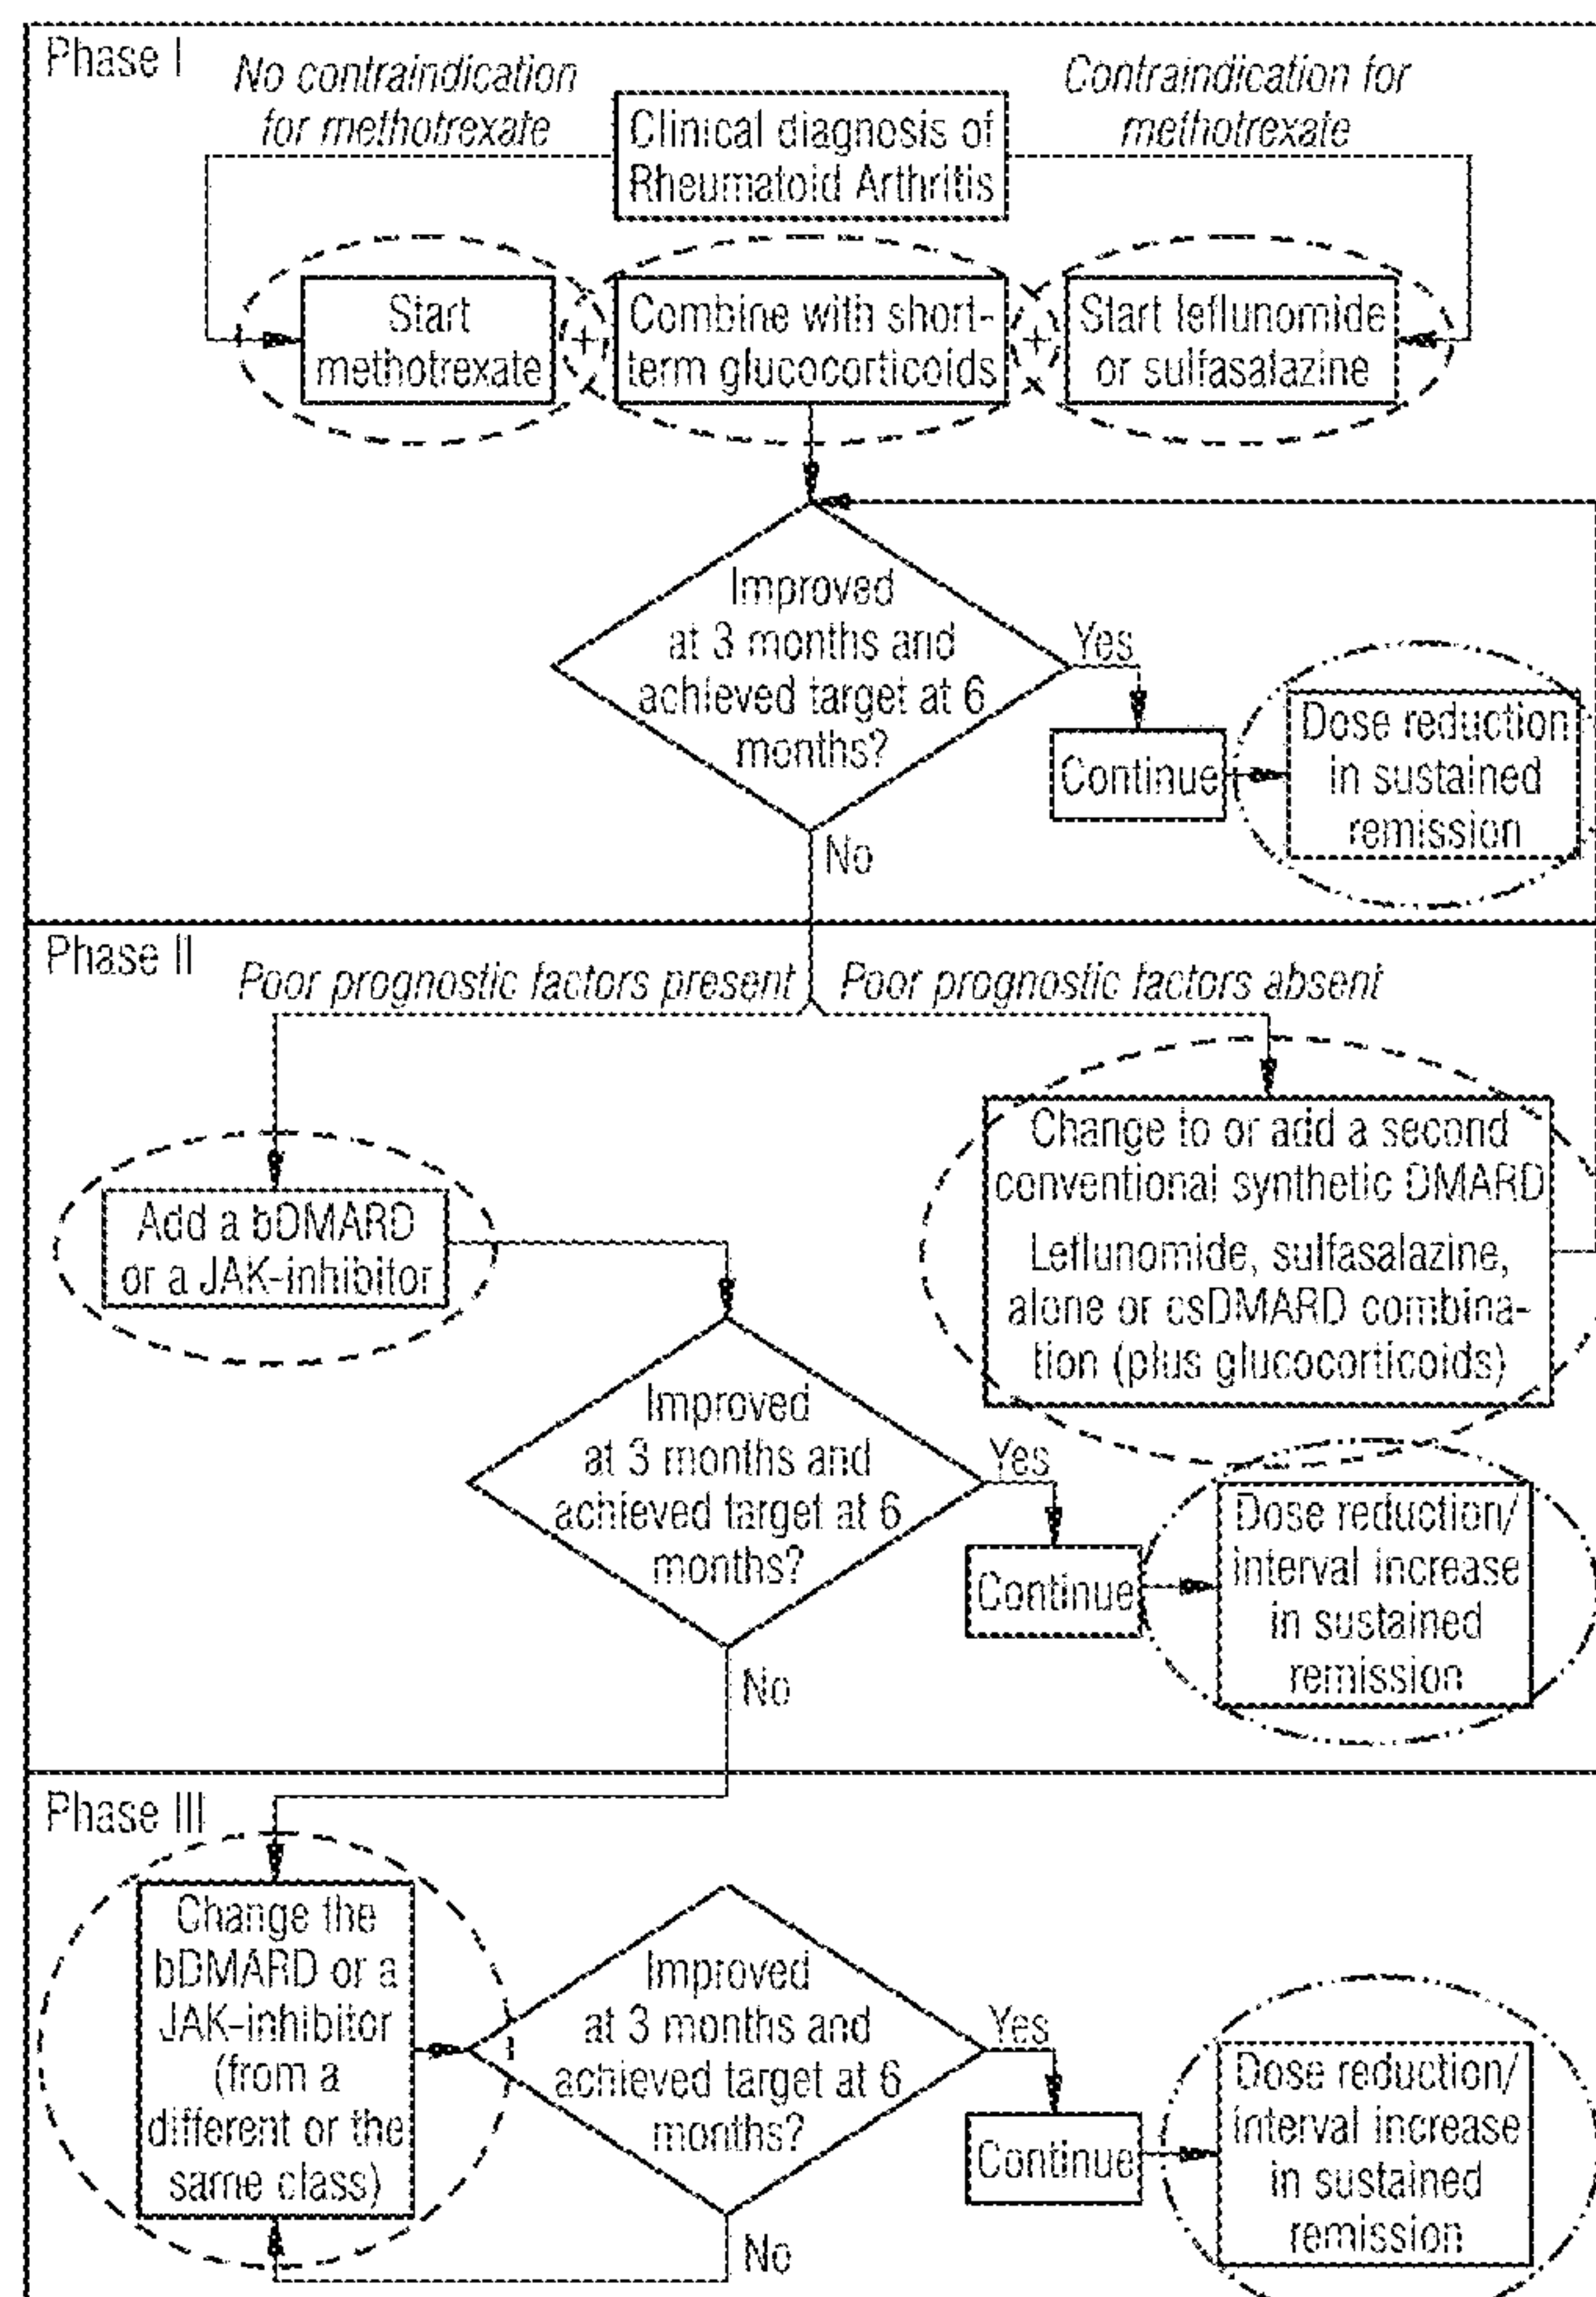 Phase I
No contraindication
for methotrexate
Clinical diagnosis of
Rheumatoid Arthritis
Contraindication for
methotrexate
Start
methotrexate
+
Combine with short-
term glucocorticoids
+
Start leflunomide
or sulfasalazine
Improved
at 3 months and
achieved target at 6
months?
Yes
Continue
Dose reduction
in sustained
remission
No
Phase II
Poor prognostic factors present
Poor prognostic factors absent
Add a bDMARD
or a JAK-inhibitor
Change to or add a second
conventional synthetic DMARD
Leflunomide, sulfasalazine,
alone or csDMARD combina-
tion (plus glucocorticoids)
Improved
at 3 months and
achieved target at 6
months?
Yes
Continue
Dose reduction/
interval increase
in sustained
remission
No
Phase III
Change the
bDMARD or a
JAK-inhibitor
(from a
different or the
same class)
Improved
at 3 months and
achieved target at 6
months?
Yes
Continue
Dose reduction/
interval increase
in sustained
remission
No